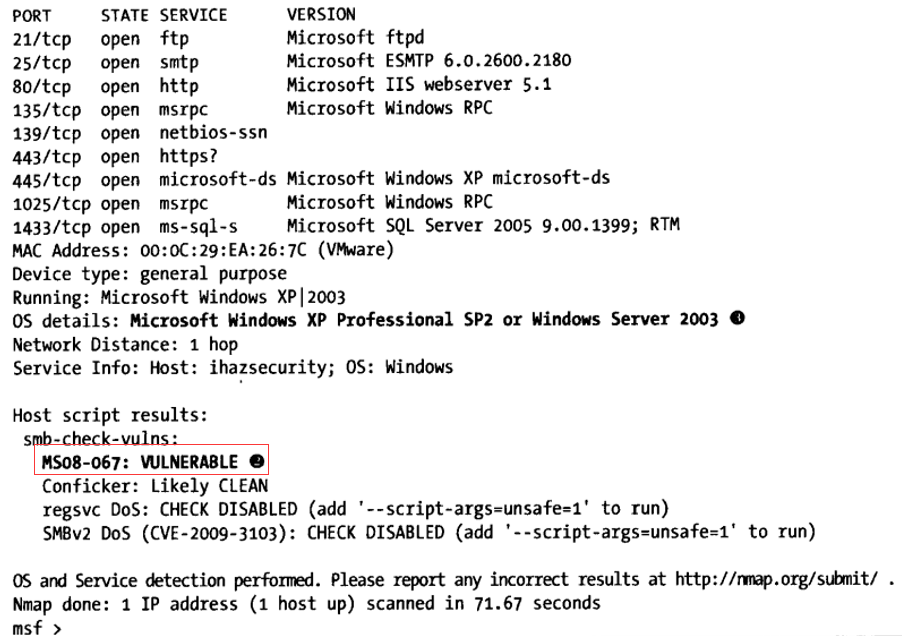 PORT STATE SERVICE VERSION
21/tcp open ftp Microsoft ftpd
25/tcp open smtp Microsoft ESMTP 6.0.2600.2180
80/tcp open http Microsoft IIS webserver 5.1
135/tcp open msrpc Microsoft Windows RPC
139/tcp open netbios-ssn
443/tcp open https?
445/tcp open microsoft-ds Microsoft Windows XP microsoft-ds
1025/tcp open msrpc Microsoft Windows RPC
1433/tcp open ms-sql-s Microsoft SQL Server 2005 9.00.1399; RTM
MAC Address: 00:0C:29:EA:26:7C (VMware)
Device type: general purpose
Running: Microsoft Windows XP|2003
OS details: Microsoft Windows XP Professional SP2 or Windows Server 2003 ❸
Network Distance: 1 hop
Service Info: Host: ihazsecurity; OS: Windows
Host script results:
smb-check-vulns:
MS08-067: VULNERABLE ❷
Conficker: Likely CLEAN
regsvc DoS: CHECK DISABLED (add '--script-args=unsafe=1' to run)
SMBv2 DoS (CVE-2009-3103): CHECK DISABLED (add '--script-args=unsafe=1' to run)
OS and Service detection performed. Please report any incorrect results at http://nmap.org/submit/ .
Nmap done: 1 IP address (1 host up) scanned in 71.67 seconds
msf >